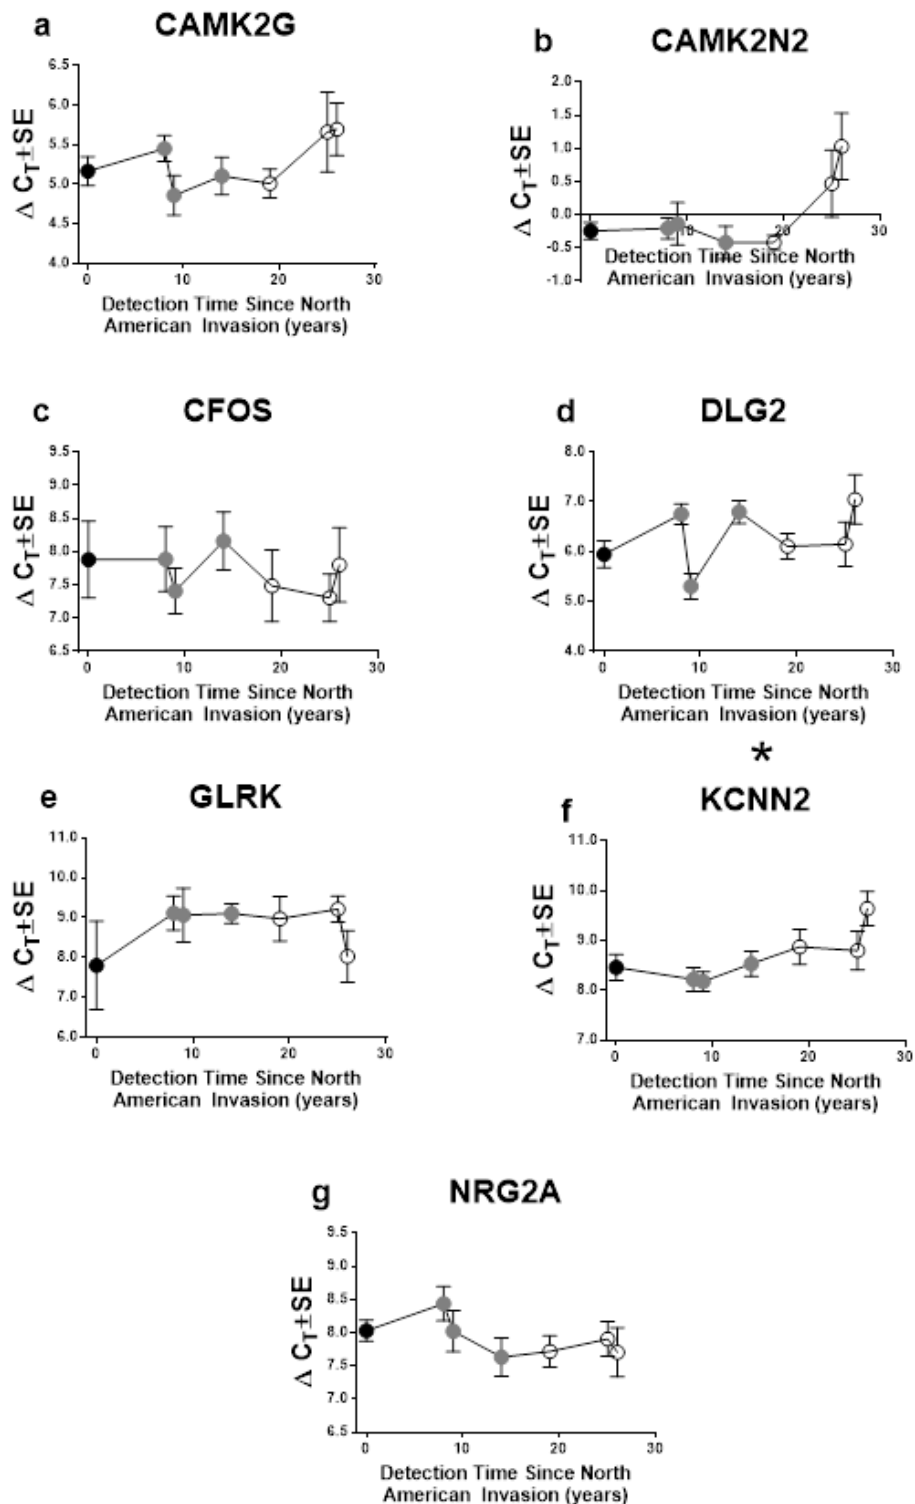 a CAMK2G
6.5
6.0
5.5
5.0
4.5
4.0
Δ CT±SE
0 10 20 30
Detection Time Since North
American Invasion (years)
b CAMK2N2
2.0
1.5
1.0
0.5
0.0
-0.5
-1.0
Δ CT±SE
10 20 30
Detection Time Since North
American Invasion (years)
c CFOS
9.5
9.0
8.5
8.0
7.5
7.0
6.5
Δ CT±SE
0 10 20 30
Detection Time Since North
American Invasion (years)
d DLG2
8.0
7.0
6.0
5.0
4.0
Δ CT±SE
0 10 20 30
Detection Time Since North
American Invasion (years)
e GLRK
11.0
10.0
9.0
8.0
7.0
6.0
Δ CT±SE
0 10 20 30
Detection Time Since North
American Invasion (years)
*
f KCNN2
11.0
10.0
9.0
8.0
7.0
Δ CT±SE
0 10 20 30
Detection Time Since North
American Invasion (years)
g NRG2A
9.5
9.0
8.5
8.0
7.5
7.0
6.5
Δ CT±SE
0 10 20 30
Detection Time Since North
American Invasion (years)